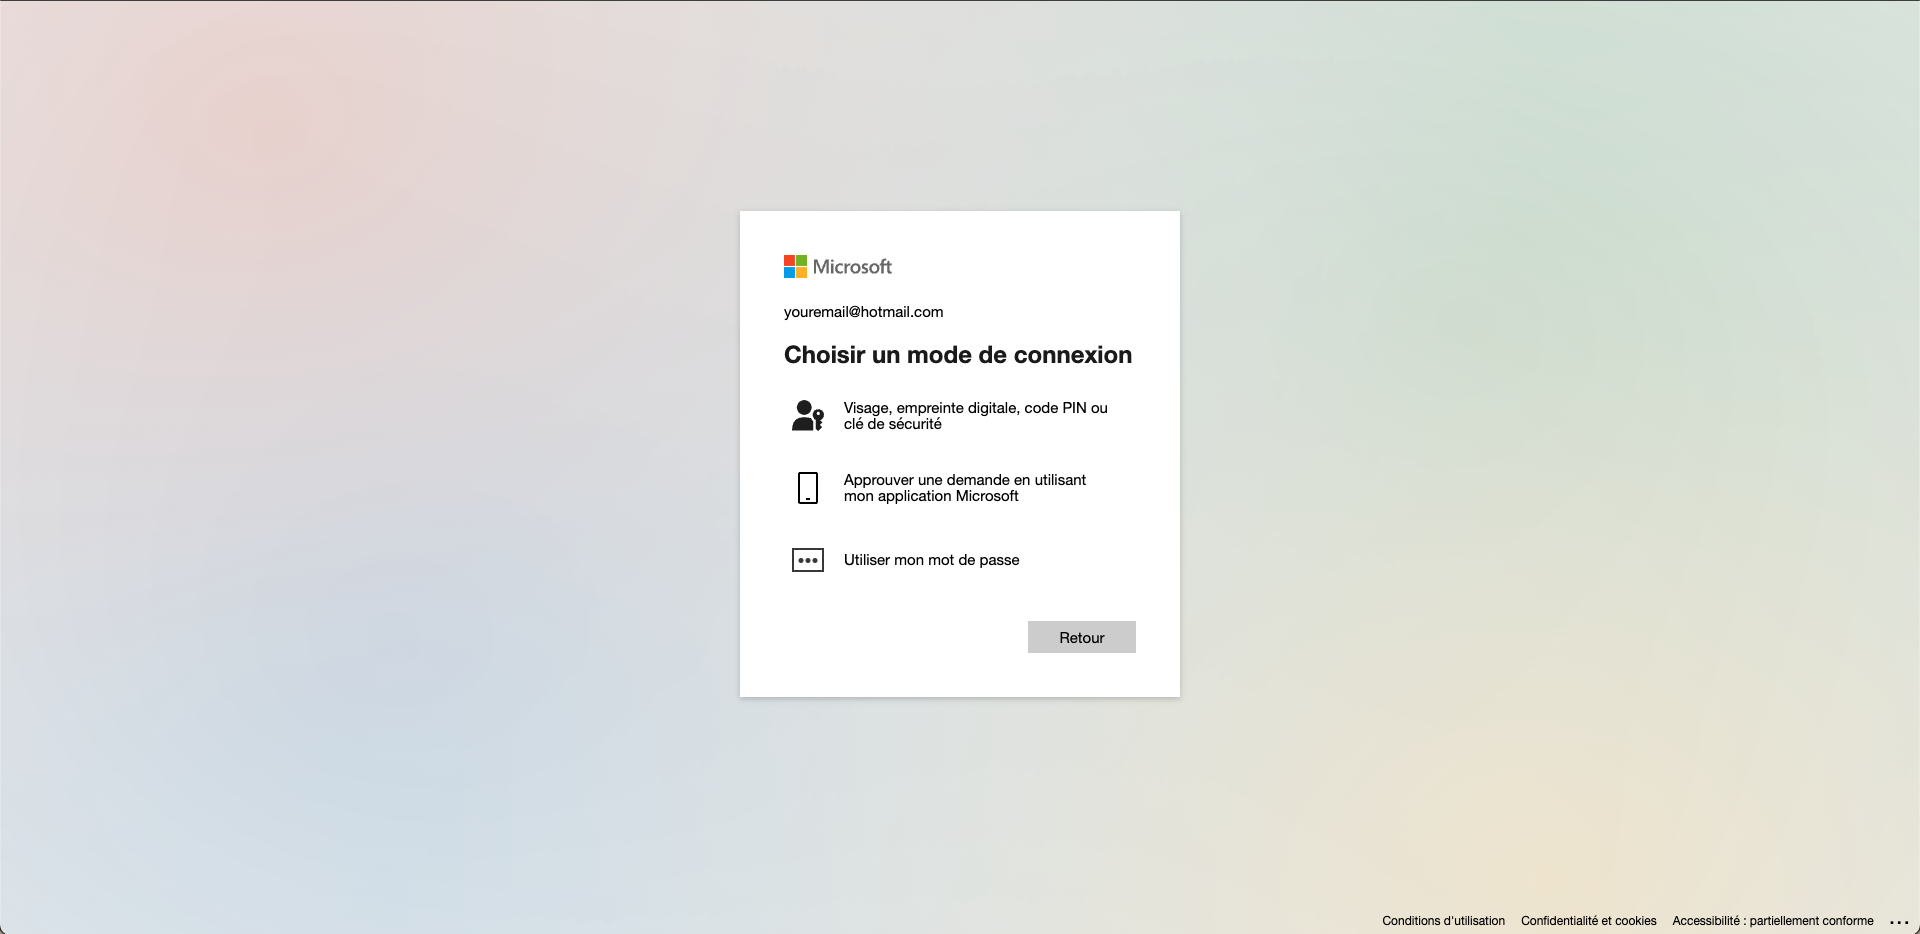 Microsoft
youremail@hotmail.com
Choisir un mode de connexion
Visage, empreinte digitale, code PIN ou
clé de sécurité
Approuver une demande en utilisant
mon application Microsoft
Utiliser mon mot de passe
Retour
Conditions d'utilisation Confidentialité et cookies Accessibilité : partiellement conforme ...